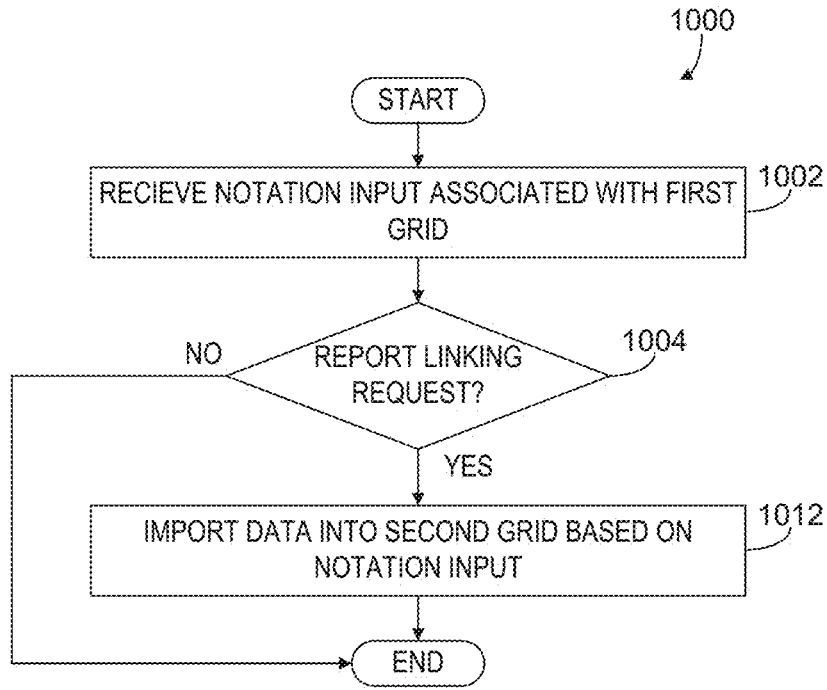 1000
START
RECIEVE NOTATION INPUT ASSOCIATED WITH FIRST
GRID
1002
REPORT LINKING
REQUEST?
1004
NO
YES
IMPORT DATA INTO SECOND GRID BASED ON
NOTATION INPUT
1012
END